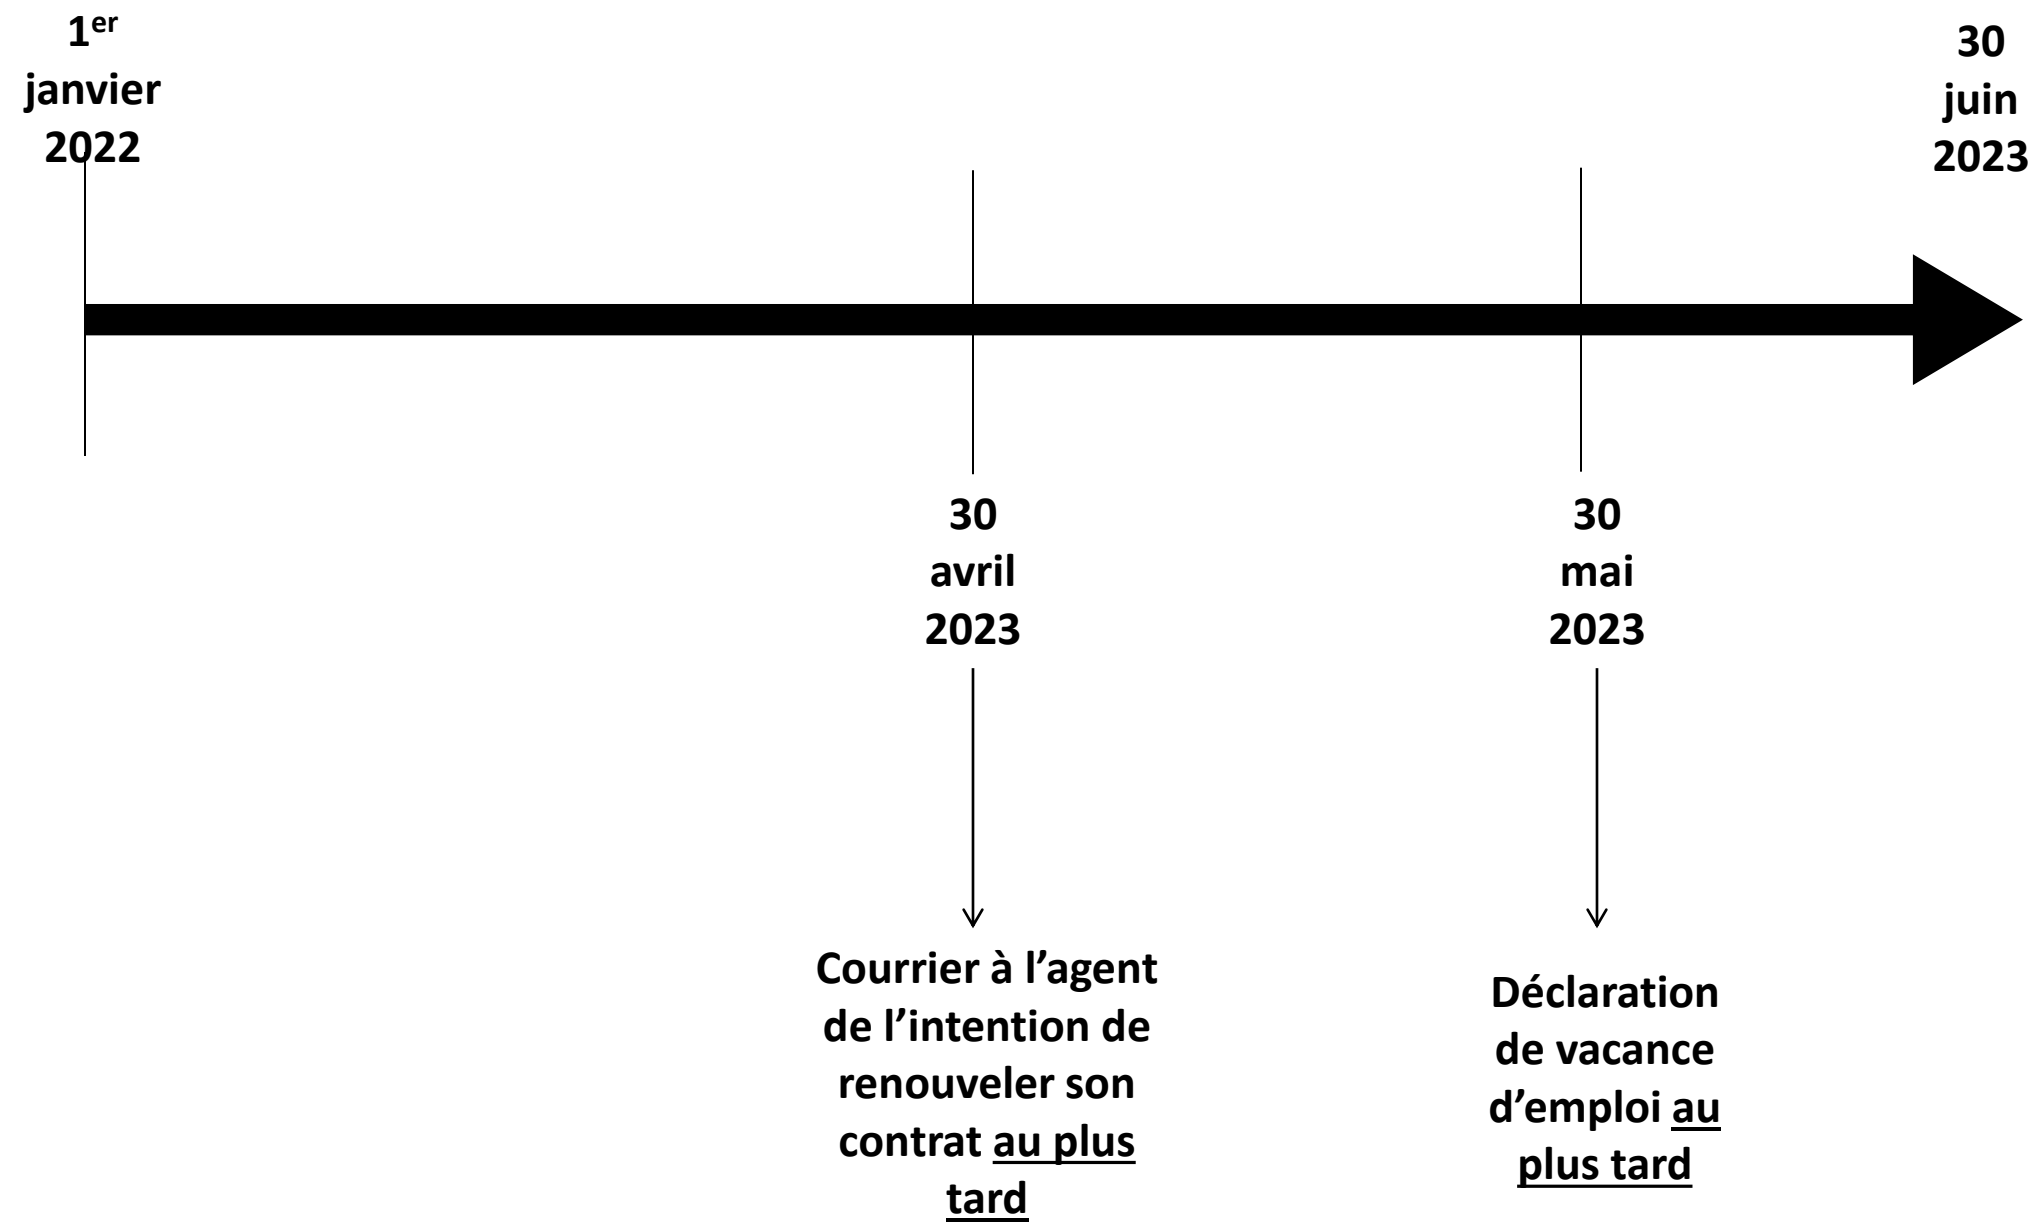 1er
janvier
2022
30
juin
2023
30
avril
2023
30
mai
2023
Courrier à l’agent
de l’intention de
renouveler son
contrat au plus
tard
Déclaration
de vacance
d’emploi au
plus tard